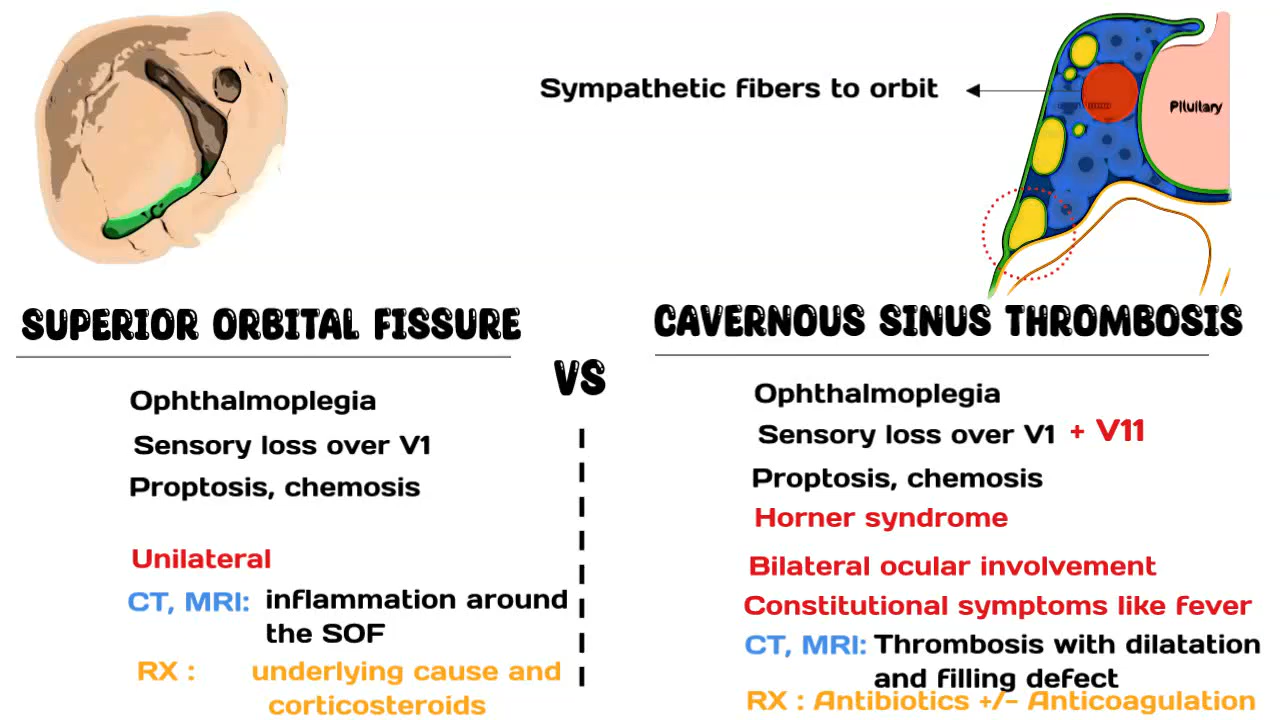 Sympathetic fibers to orbit
Pituitary
SUPERIOR ORBITAL FISSURE
Ophthalmoplegia
Sensory loss over V1
Proptosis, chemosis
Unilateral
CT, MRI: inflammation around
the SOF
RX : underlying cause and
corticosteroids
VS
CAVERNOUS SINUS THROMBOSIS
Ophthalmoplegia
Sensory loss over V1 + V11
Proptosis, chemosis
Horner syndrome
Bilateral ocular involvement
Constitutional symptoms like fever
CT, MRI: Thrombosis with dilatation
and filling defect
RX : Antibiotics +/- Anticoagulation